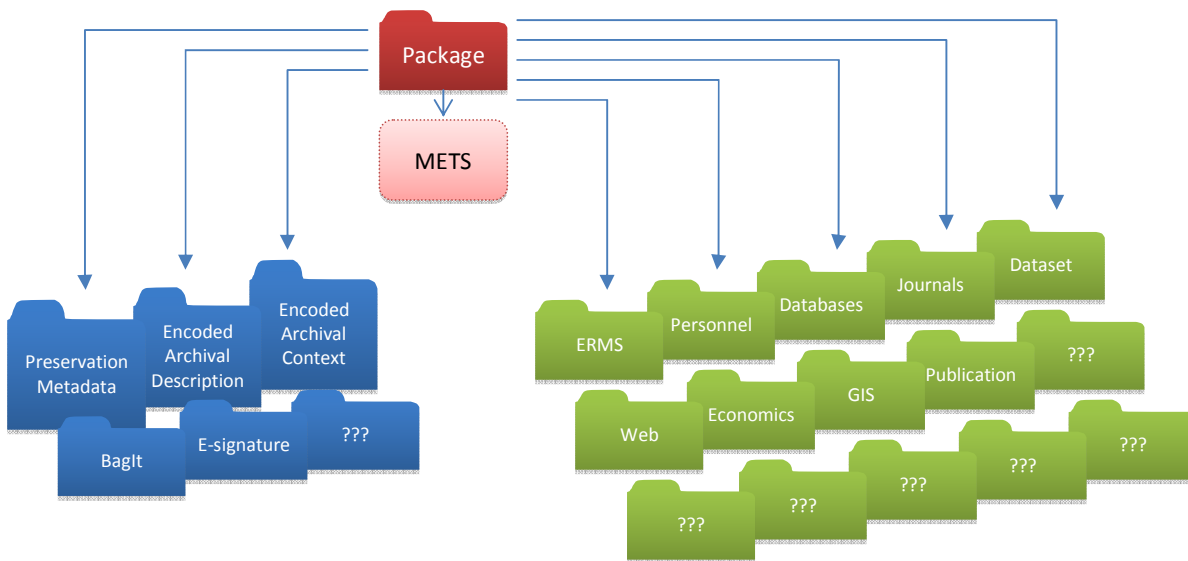 Package
METS
Preservation
Metadata
Encoded
Archival
Description
Encoded
Archival
Context
BagIt
E-signature
???
ERMS
Personnel
Databases
Journals
Dataset
Web
Economics
GIS
Publication
???
???
???
???
???
???